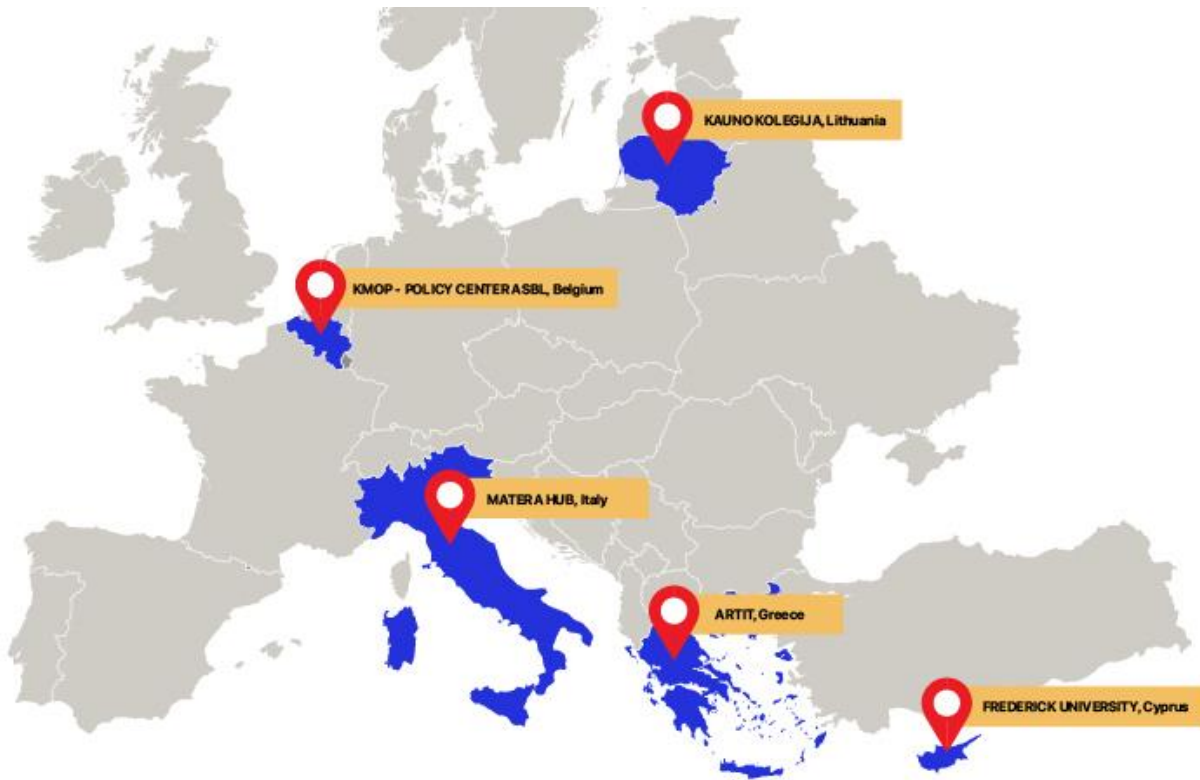 KAUNO KOLEGIJA, Lithuania
KMOP - POLICY CENTER ASBL, Belgium
MATERA HUB, Italy
ARTIT, Greece
FREDERICK UNIVERSITY, Cyprus